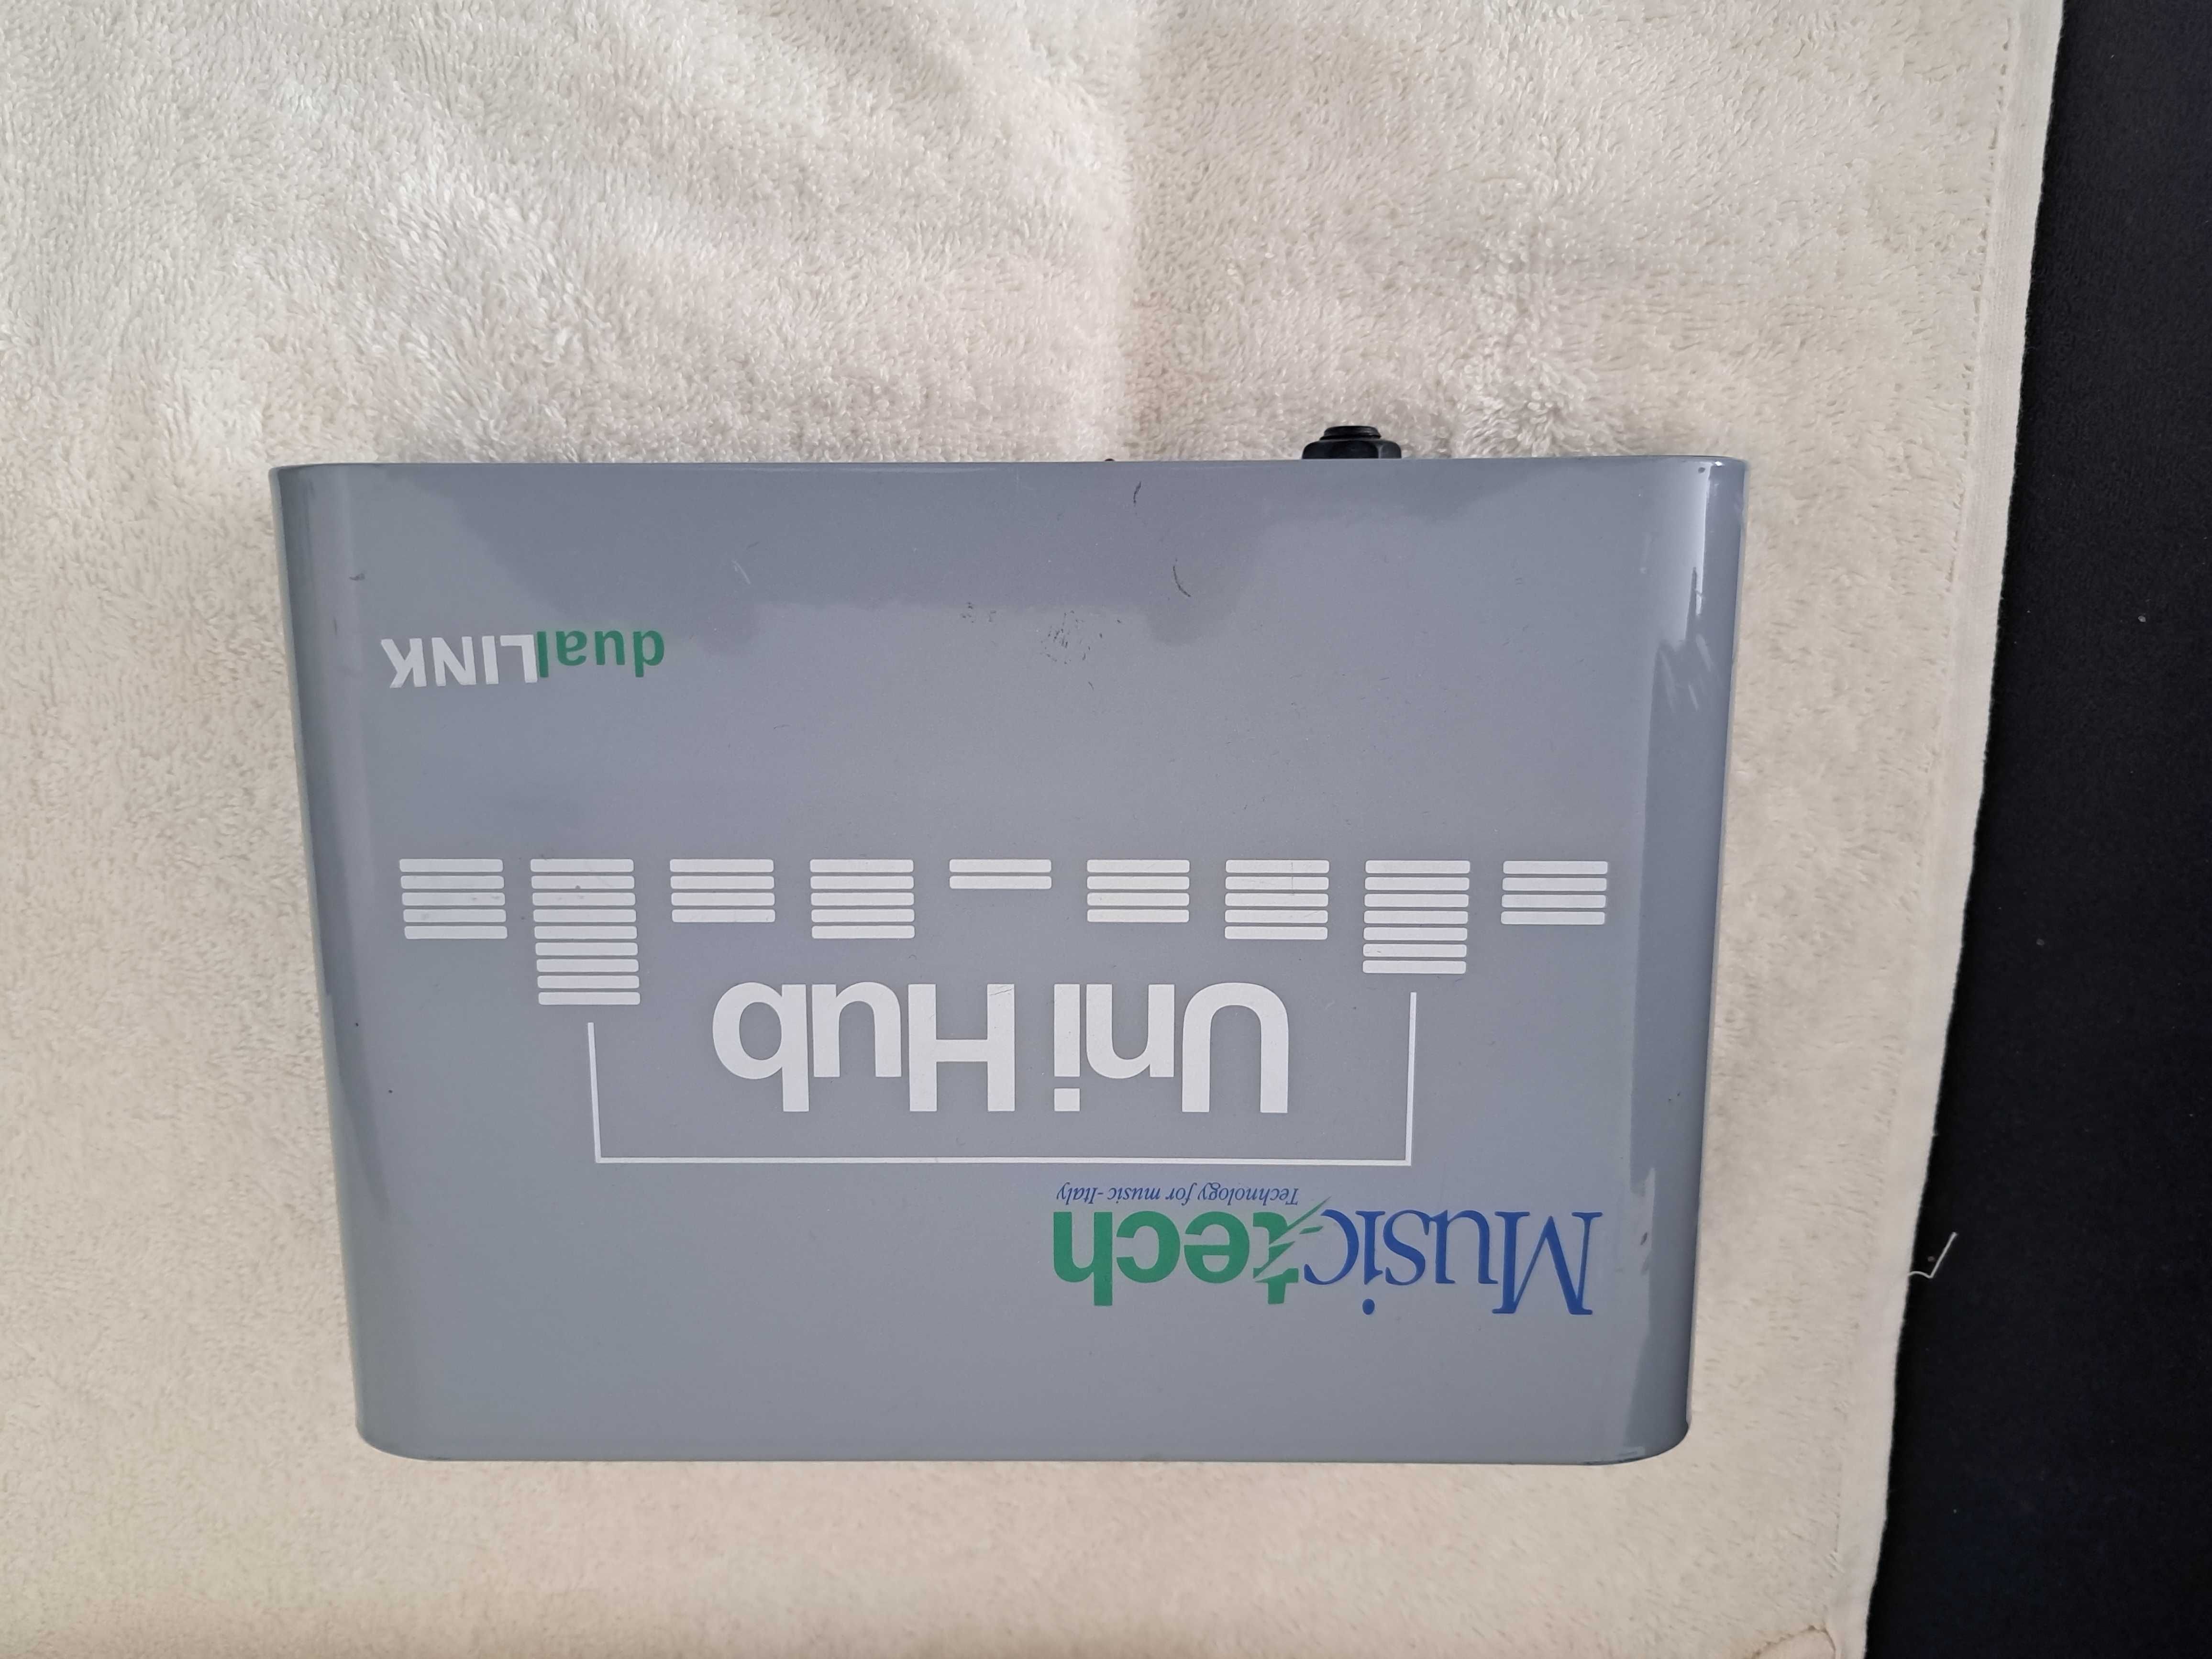 Musictech
Technology for music - Italy
Uni Hub
dualLINK